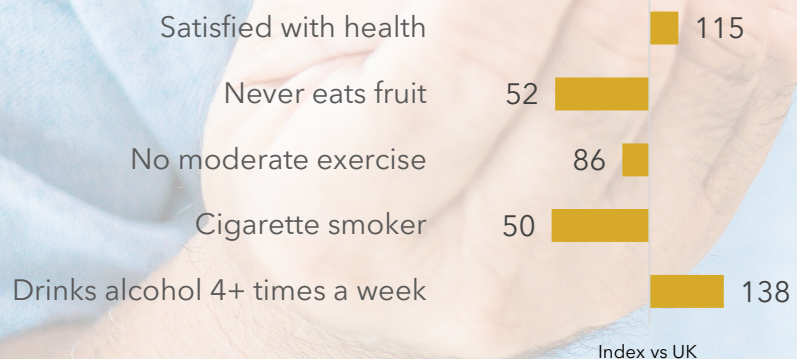 Satisfied with health 115
Never eats fruit 52
No moderate exercise 86
Cigarette smoker 50
Drinks alcohol 4+ times a week 138
Index vs UK